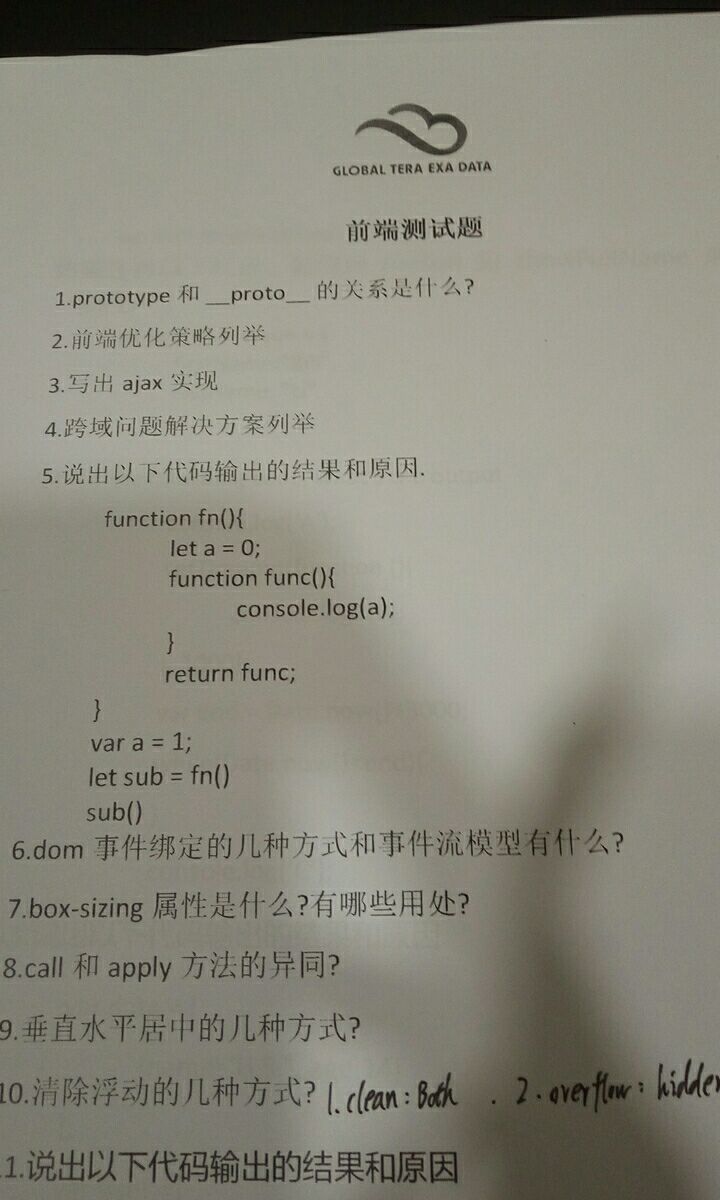 GLOBAL TERA EXA DATA
前端测试题
1.prototype 和 __proto__ 的关系是什么?
2.前端优化策略列举
3.写出 ajax 实现
4.跨域问题解决方案列举
5.说出以下代码输出的结果和原因.
function fn(){
let a = 0;
function func(){
console.log(a);
}
return func;
}
var a = 1;
let sub = fn()
sub()
6.dom 事件绑定的几种方式和事件流模型有什么?
7.box-sizing 属性是什么?有哪些用处?
8.call 和 apply 方法的异同?
9.垂直水平居中的几种方式?
10.清除浮动的几种方式? 1.clean:Both . 2.overflow:hidden
1.说出以下代码输出的结果和原因